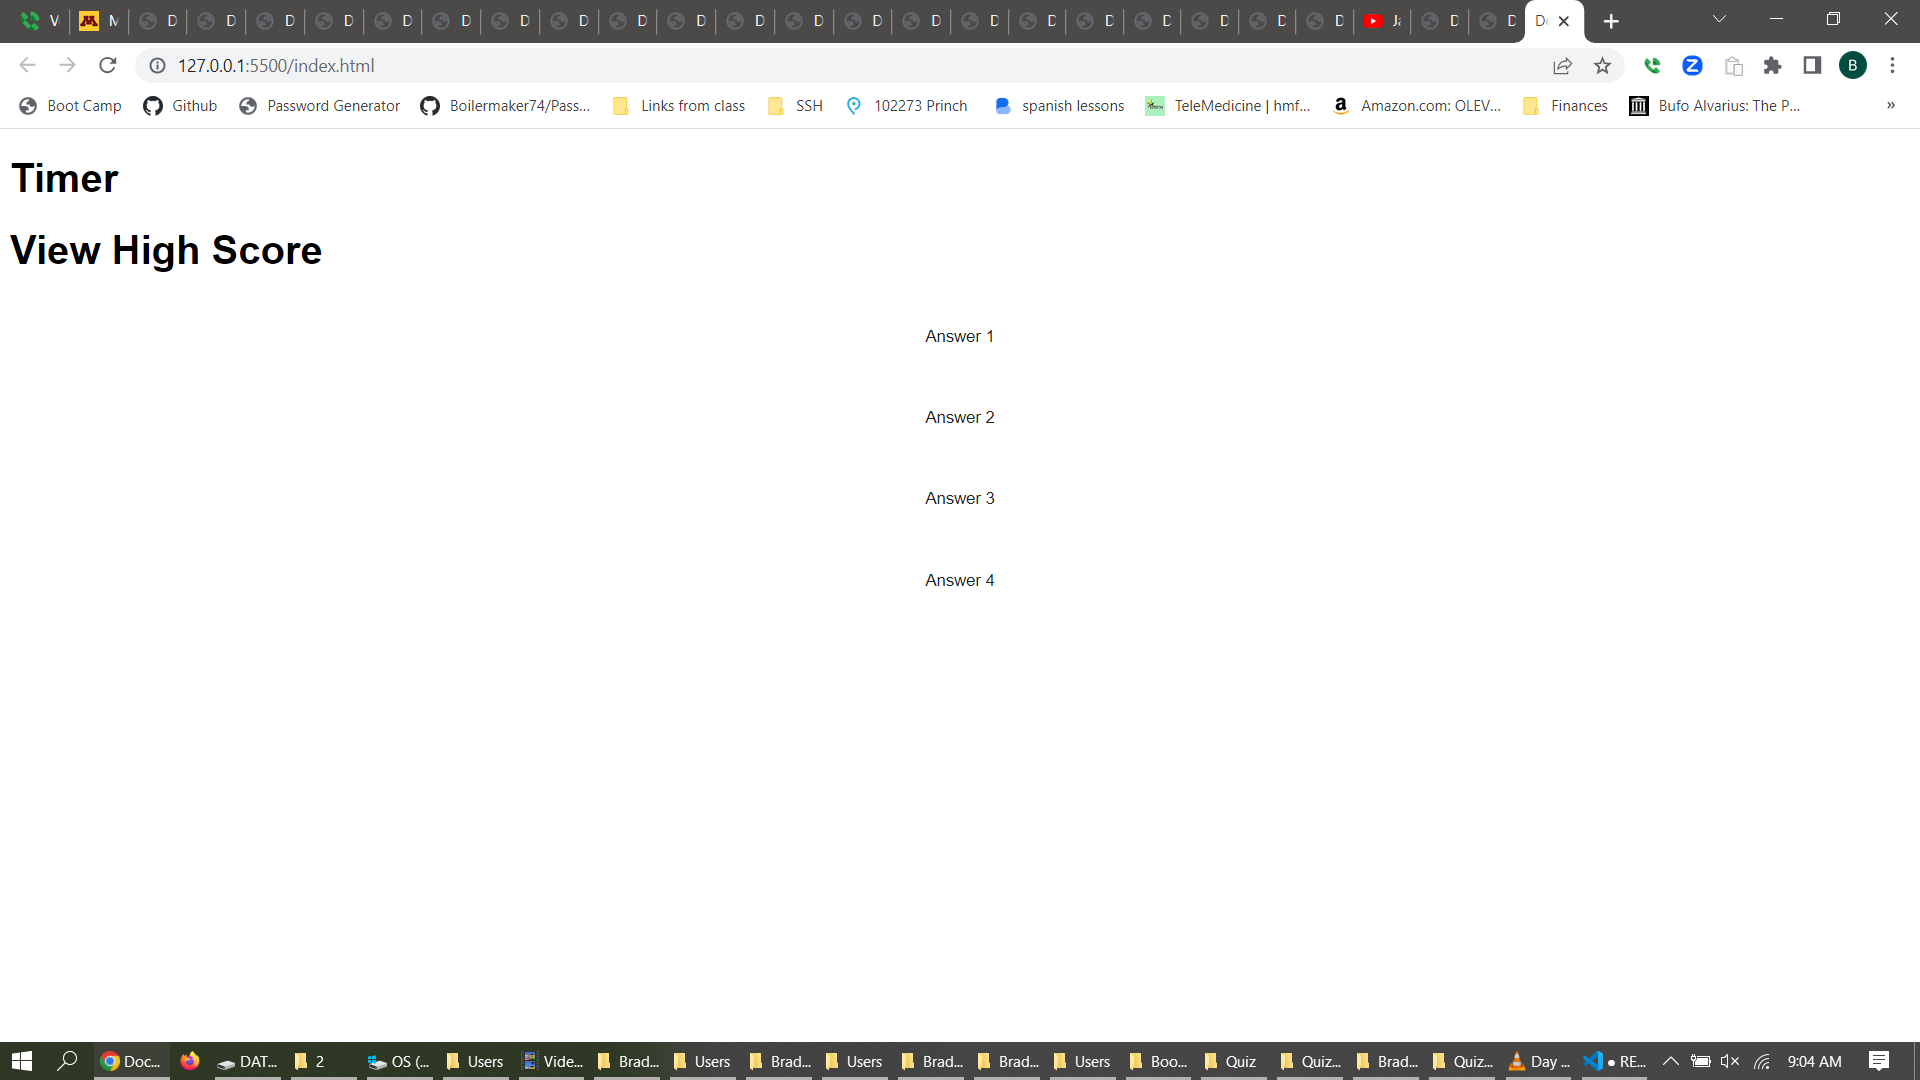 V M D D D D D D D D D D D D D D D D D D D D D Ja D D Do
127.0.0.1:5500/index.html
B
Boot Camp Github Password Generator Boilermaker74/Pass... Links from class SSH 102273 Princh spanish lessons TeleMedicine | hmf... Amazon.com: OLEV... Finances Bufo Alvarius: The P... »
Timer
View High Score
Answer 1
Answer 2
Answer 3
Answer 4
Doc... DAT... 2 OS (... Users Vide... Brad... Users Brad... Users Brad... Brad... Users Boo... Quiz Quiz... Brad... Quiz... Day ... ● RE... 9:04 AM